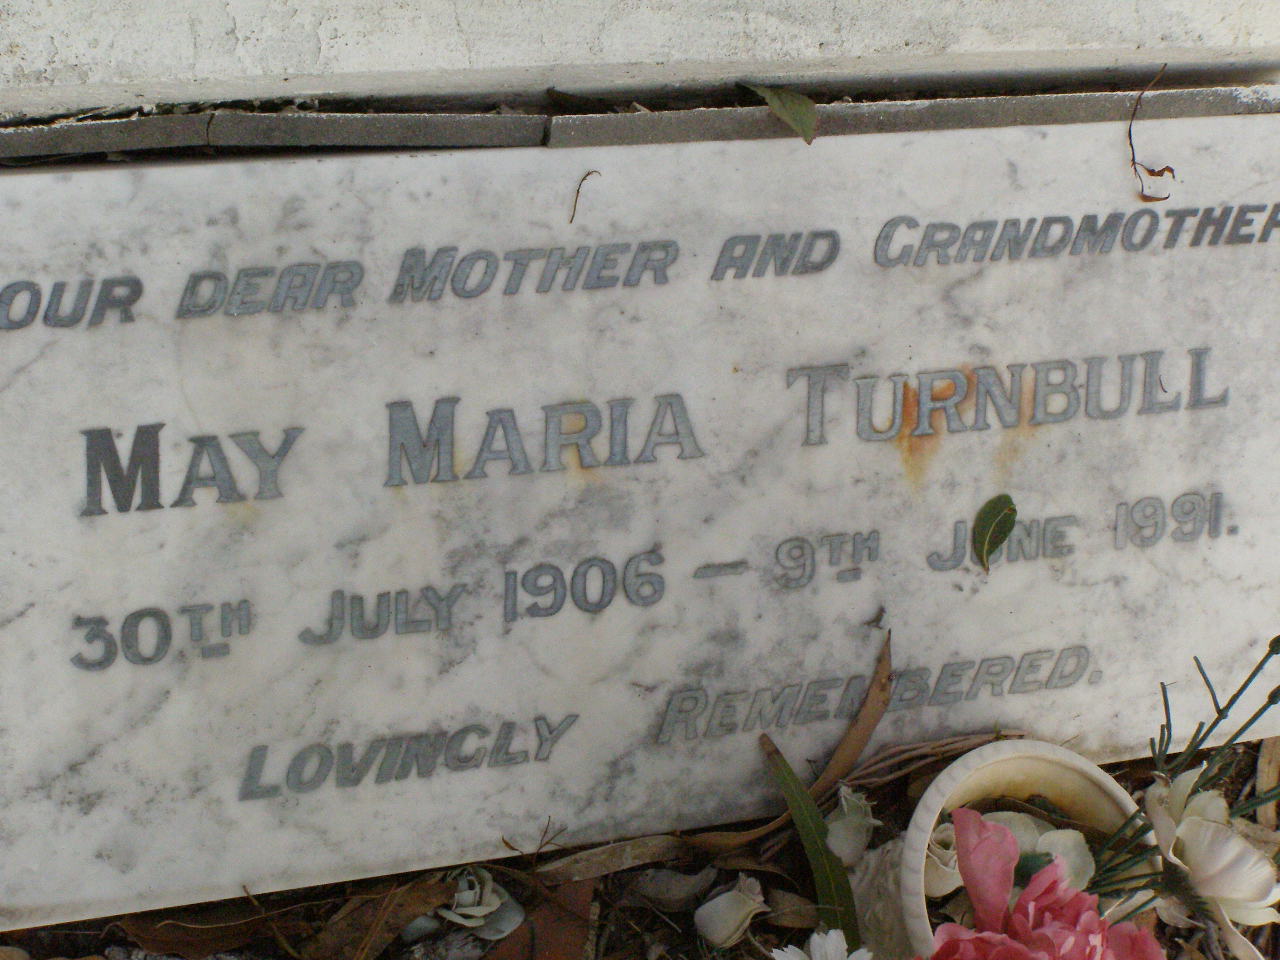 OUR DEAR MOTHER AND GRANDMOTHER
MAY MARIA TURNBULL
30TH JULY 1906 — 9TH JUNE 1991.
LOVINGLY REMEMBERED.